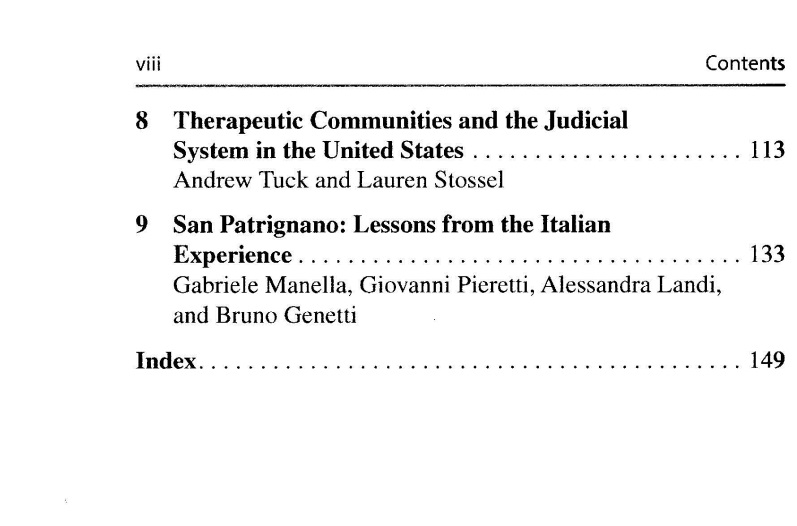 viii Contents
8 Therapeutic Communities and the Judicial
System in the United States . . . . . . . . . . . . . . . . . . . . . . 113
Andrew Tuck and Lauren Stossel
9 San Patrignano: Lessons from the Italian
Experience . . . . . . . . . . . . . . . . . . . . . . . . . . . . . . . . . . . . 133
Gabriele Manella, Giovanni Pieretti, Alessandra Landi,
and Bruno Genetti
Index. . . . . . . . . . . . . . . . . . . . . . . . . . . . . . . . . . . . . . . . . . . . 149